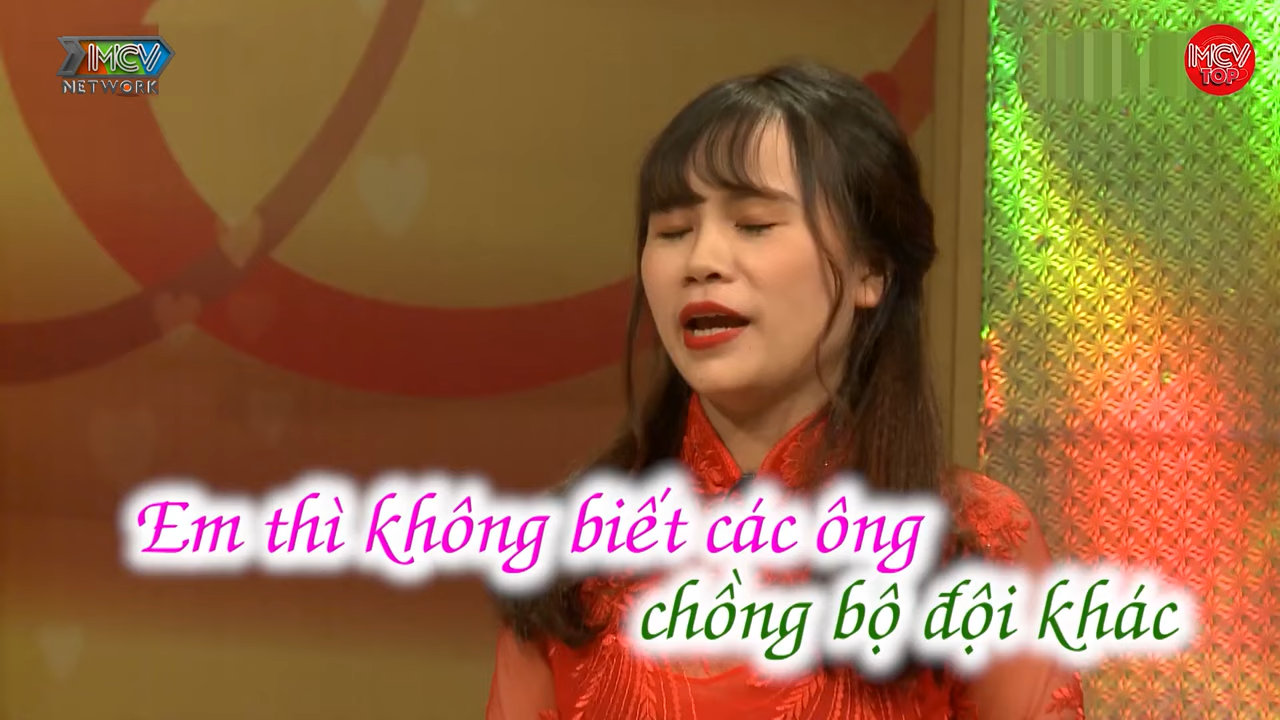 MCV
NETWORK
MCV
TOP
Em thì không biết các ông
chồng bộ đội khác